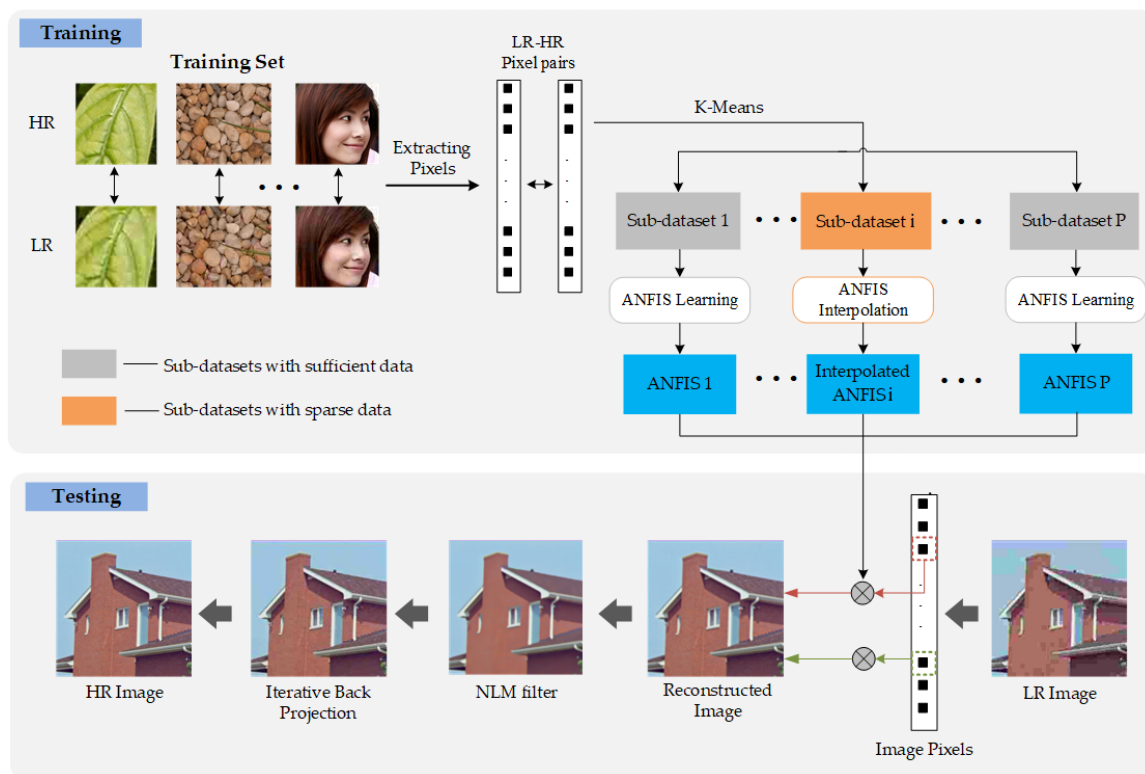 Training
Training Set
HR
LR
Extracting
Pixels
LR-HR
Pixel pairs
K-Means
Sub-dataset 1
Sub-dataset i
Sub-dataset P
ANFIS Learning
ANFIS
Interpolation
ANFIS Learning
ANFIS 1
Interpolated
ANFIS i
ANFIS P
Sub-datasets with sufficient data
Sub-datasets with sparse data
Testing
HR Image
Iterative Back
Projection
NLM filter
Reconstructed
Image
Image Pixels
LR Image